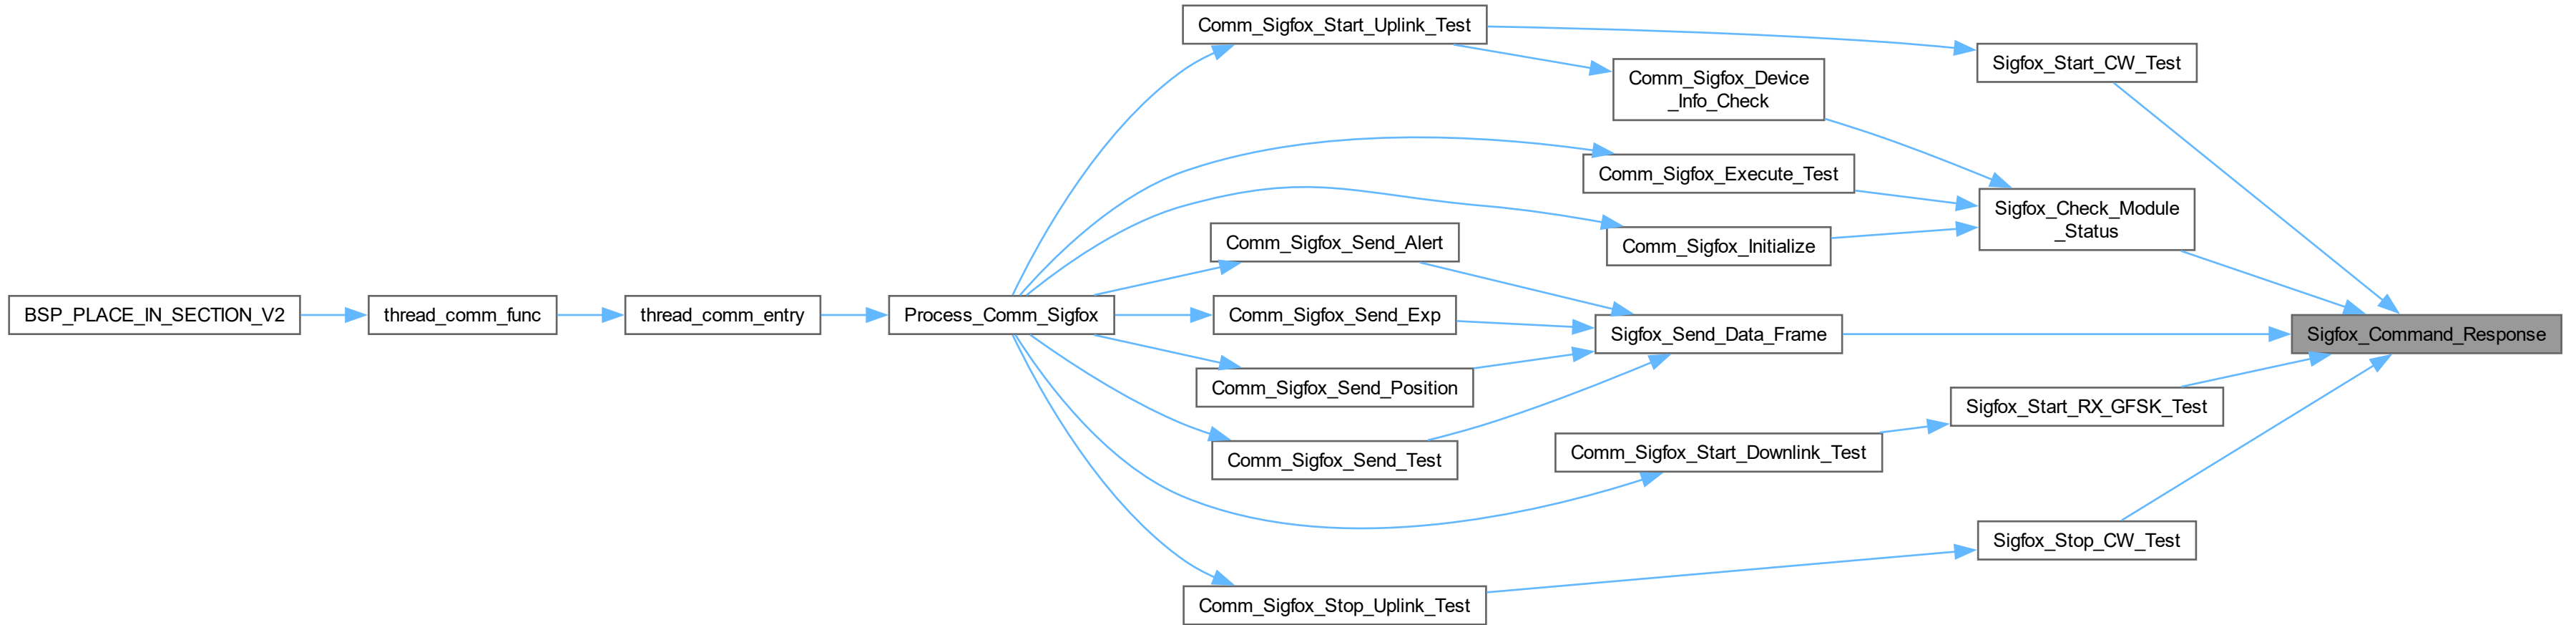 Comm_Sigfox_Start_Uplink_Test
Sigfox_Start_CW_Test
Comm_Sigfox_Device
_Info_Check
Comm_Sigfox_Execute_Test
Sigfox_Check_Module
_Status
Comm_Sigfox_Send_Alert
Comm_Sigfox_Initialize
BSP_PLACE_IN_SECTION_V2
thread_comm_func
thread_comm_entry
Process_Comm_Sigfox
Comm_Sigfox_Send_Exp
Sigfox_Send_Data_Frame
Sigfox_Command_Response
Comm_Sigfox_Send_Position
Sigfox_Start_RX_GFSK_Test
Comm_Sigfox_Send_Test
Comm_Sigfox_Start_Downlink_Test
Sigfox_Stop_CW_Test
Comm_Sigfox_Stop_Uplink_Test